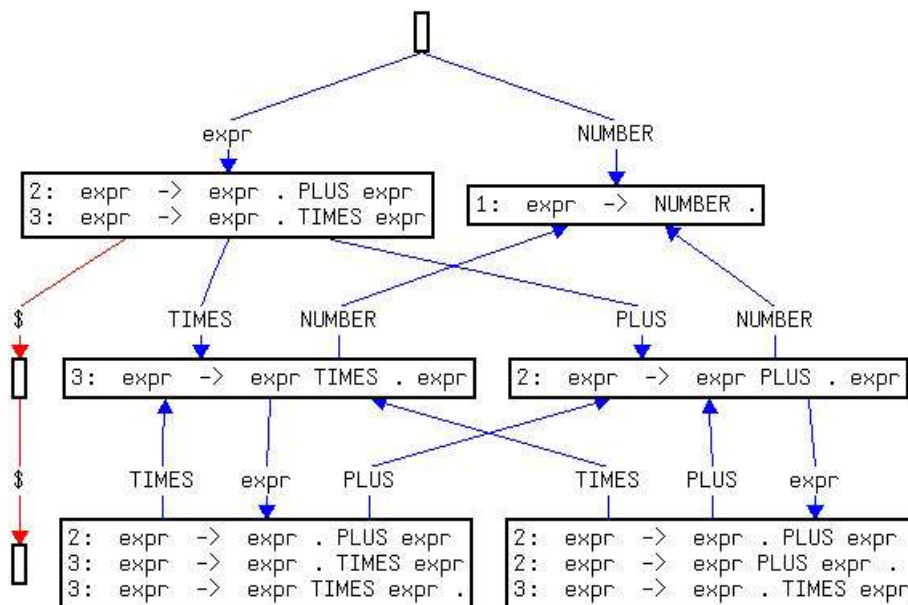 expr NUMBER
2: expr -> expr . PLUS expr
3: expr -> expr . TIMES expr
1: expr -> NUMBER .
$ TIMES NUMBER PLUS NUMBER
3: expr -> expr TIMES . expr
2: expr -> expr PLUS . expr
$ TIMES expr PLUS TIMES PLUS expr
2: expr -> expr . PLUS expr
3: expr -> expr . TIMES expr
3: expr -> expr TIMES expr .
2: expr -> expr . PLUS expr
2: expr -> expr PLUS expr .
3: expr -> expr . TIMES expr